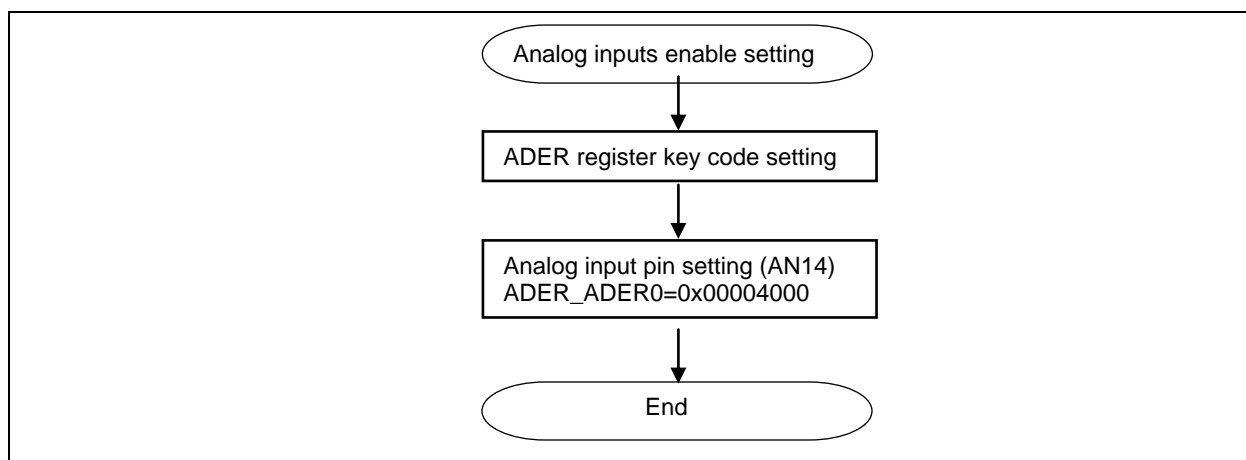 Analog inputs enable setting
ADER register key code setting
Analog input pin setting (AN14)
ADER_ADER0=0x00004000
End